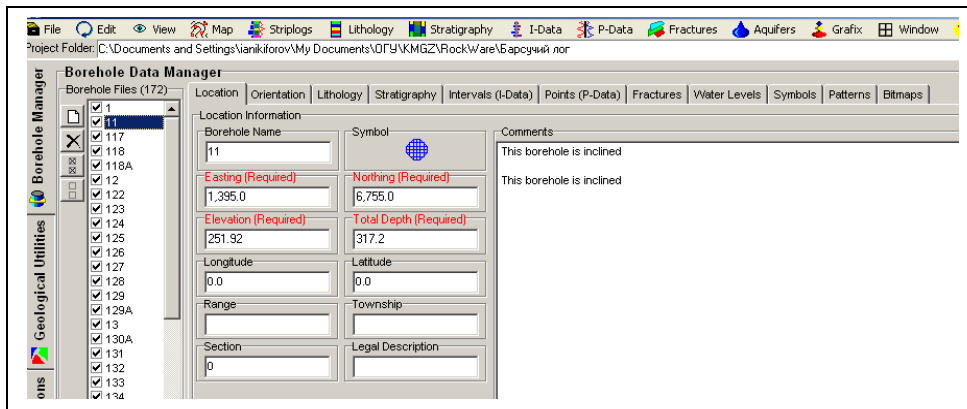 File Edit View Map Striplogs Lithology Stratigraphy I-Data P-Data Fractures Aquifers Grafix Window
Project Folder: C:\Documents and Settings\ianikiforov\My Documents\ОГУ\KMGZ\RockWare\Барсучий лог
Borehole Data Manager
Borehole Files (172)
Location Orientation Lithology Stratigraphy Intervals (I-Data) Points (P-Data) Fractures Water Levels Symbols Patterns Bitmaps
Location Information
Borehole Name
11
Symbol
Comments
This borehole is inclined
This borehole is inclined
Easting (Required)
1,395.0
Northing (Required)
6,755.0
Elevation (Required)
251.92
Total Depth (Required)
317.2
Longitude
0.0
Latitude
0.0
Range
Township
Section
0
Legal Description
1
11
117
118
118A
12
122
123
124
125
126
127
128
129
129A
13
130A
131
132
133
134
Borehole Manager
Geological Utilities